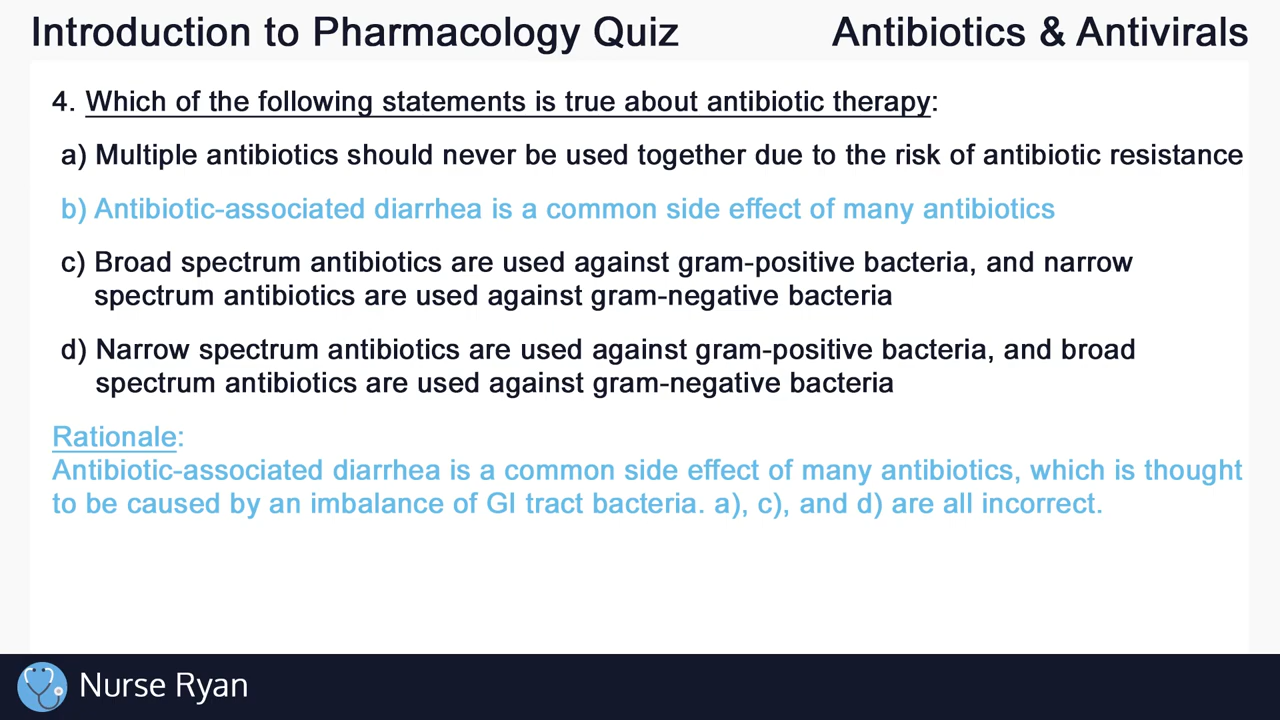 Introduction to Pharmacology Quiz
Antibiotics & Antivirals
4. Which of the following statements is true about antibiotic therapy:
a) Multiple antibiotics should never be used together due to the risk of antibiotic resistance
b) Antibiotic-associated diarrhea is a common side effect of many antibiotics
c) Broad spectrum antibiotics are used against gram-positive bacteria, and narrow
spectrum antibiotics are used against gram-negative bacteria
d) Narrow spectrum antibiotics are used against gram-positive bacteria, and broad
spectrum antibiotics are used against gram-negative bacteria
Rationale:
Antibiotic-associated diarrhea is a common side effect of many antibiotics, which is thought
to be caused by an imbalance of GI tract bacteria. a), c), and d) are all incorrect.
Nurse Ryan